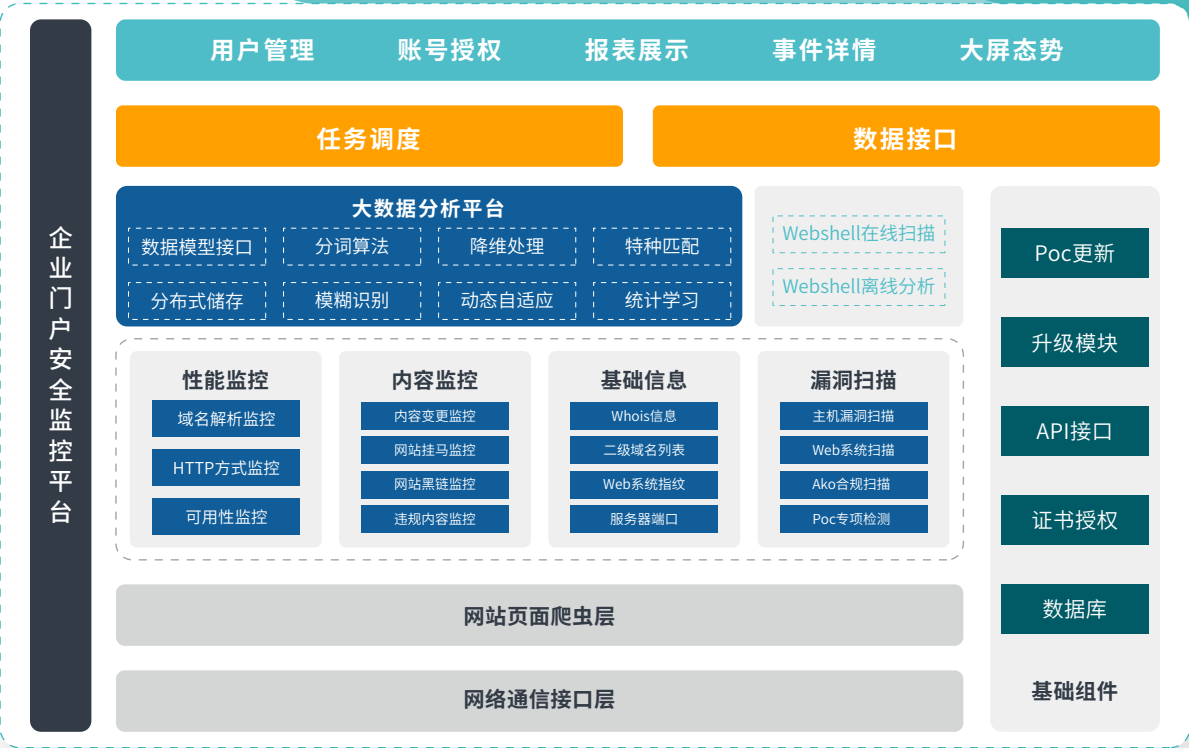 企业门户安全监控平台
用户管理 账号授权 报表展示 事件详情 大屏态势
任务调度 数据接口
大数据分析平台
数据模型接口 分词算法 降维处理 特种匹配
分布式储存 模糊识别 动态自适应 统计学习
Webshell在线扫描
Webshell离线分析
性能监控
域名解析监控
HTTP方式监控
可用性监控
内容监控
内容变更监控
网站挂马监控
网站黑链监控
违规内容监控
基础信息
Whois信息
二级域名列表
Web系统指纹
服务器端口
漏洞扫描
主机漏洞扫描
Web系统扫描
Ako合规扫描
Poc专项检测
网站页面爬虫层
网络通信接口层
Poc更新
升级模块
API接口
证书授权
数据库
基础组件